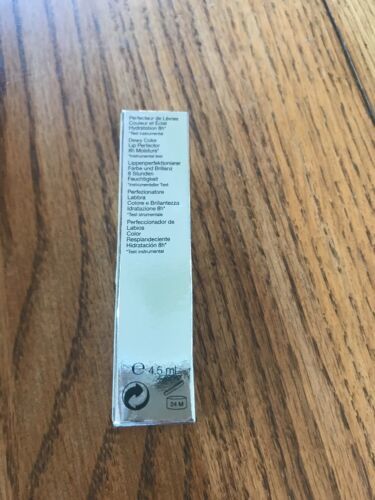 Perfecteur de Lèvres
Couleur et Éclat
Hydratation 8h*
*Test instrumental
Dewy Color
Lip Perfector
8h Moisture*
*Instrumental test
Lippenperfektionierer
Farbe und Brillanz
8 Stunden
Feuchtigkeit*
*Instrumenteller Test
Perfezionatore
Labbra
Colore e Brillantezza
Idratazione 8h*
*Test strumentale
Perfeccionador de
Labios
Color
Resplandeciente
Hidratación 8h*
*Test instrumental
℮ 4.5 ml
24 M